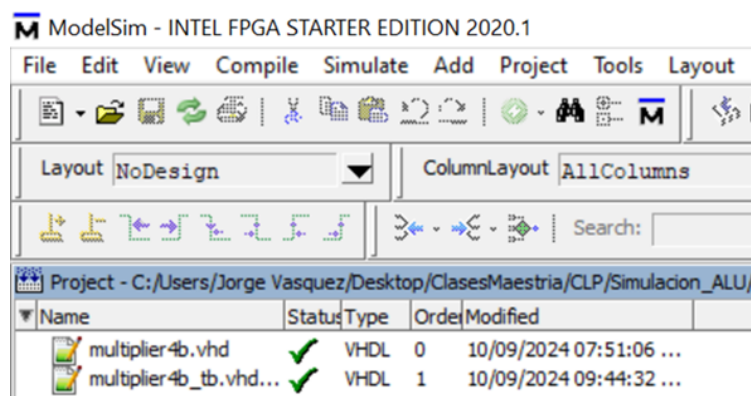 ModelSim - INTEL FPGA STARTER EDITION 2020.1
File Edit View Compile Simulate Add Project Tools Layout
Layout NoDesign ColumnLayout AllColumns
Search:
Project - C:/Users/Jorge Vasquez/Desktop/ClasesMaestria/CLP/Simulacion_ALU/
Name Status Type Order Modified
multiplier4b.vhd VHDL 0 10/09/2024 07:51:06 ...
multiplier4b_tb.vhd... VHDL 1 10/09/2024 09:44:32 ...